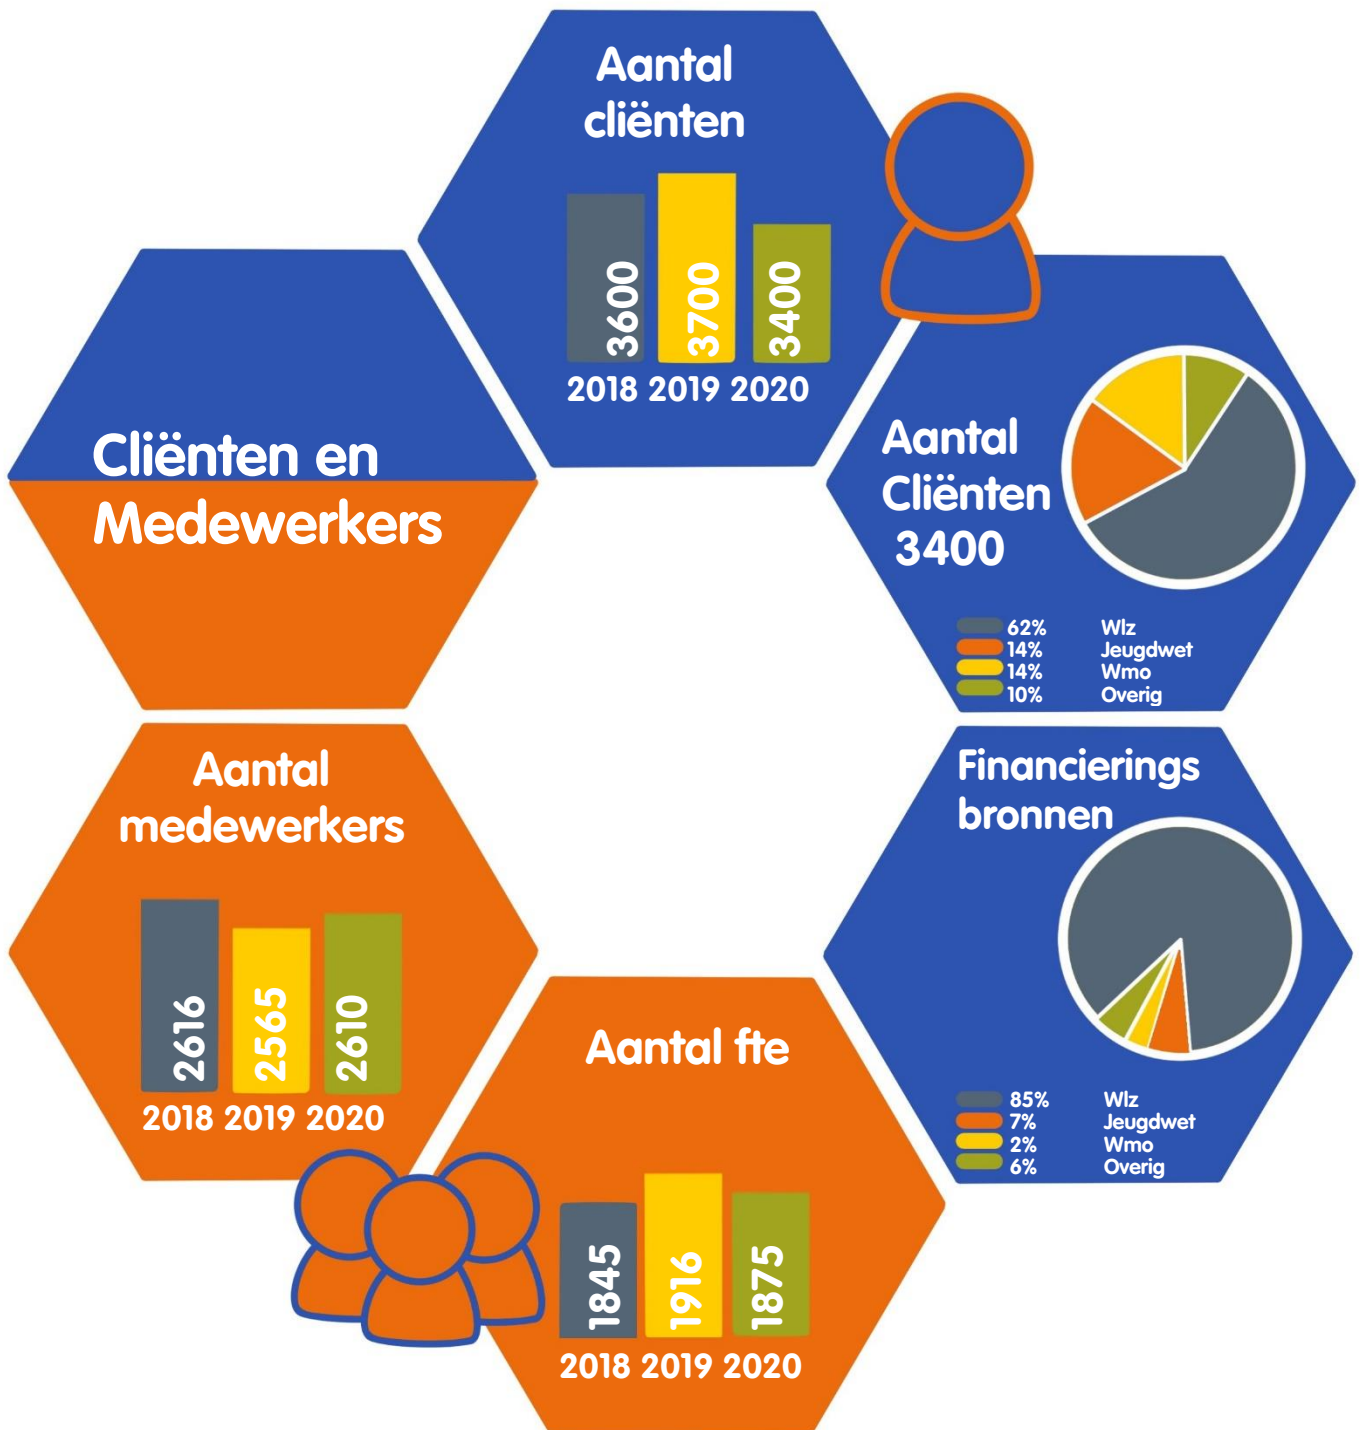 Aantal
cliënten
3600
3700
3400
2018 2019 2020
Cliënten en
Medewerkers
Aantal
Cliënten
3400
62% Wlz
14% Jeugdwet
14% Wmo
10% Overig
Financierings
bronnen
85% Wlz
7% Jeugdwet
2% Wmo
6% Overig
Aantal
medewerkers
2616
2565
2610
2018 2019 2020
Aantal fte
1845
1916
1875
2018 2019 2020